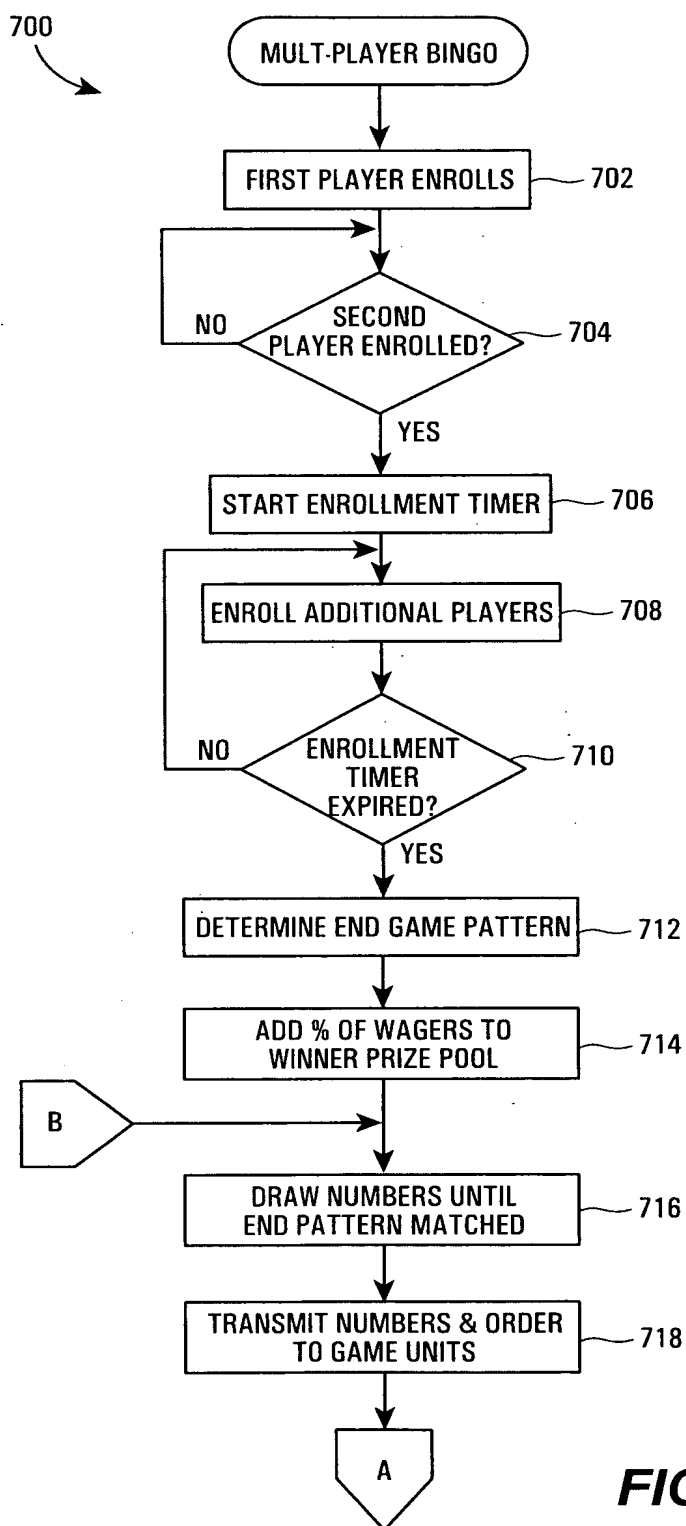 700
MULT-PLAYER BINGO
FIRST PLAYER ENROLLS
702
SECOND
PLAYER ENROLLED?
704
NO
YES
START ENROLLMENT TIMER
706
ENROLL ADDITIONAL PLAYERS
708
ENROLLMENT
TIMER
EXPIRED?
710
NO
YES
DETERMINE END GAME PATTERN
712
ADD % OF WAGERS TO
WINNER PRIZE POOL
714
B
DRAW NUMBERS UNTIL
END PATTERN MATCHED
716
TRANSMIT NUMBERS & ORDER
TO GAME UNITS
718
A
FIG